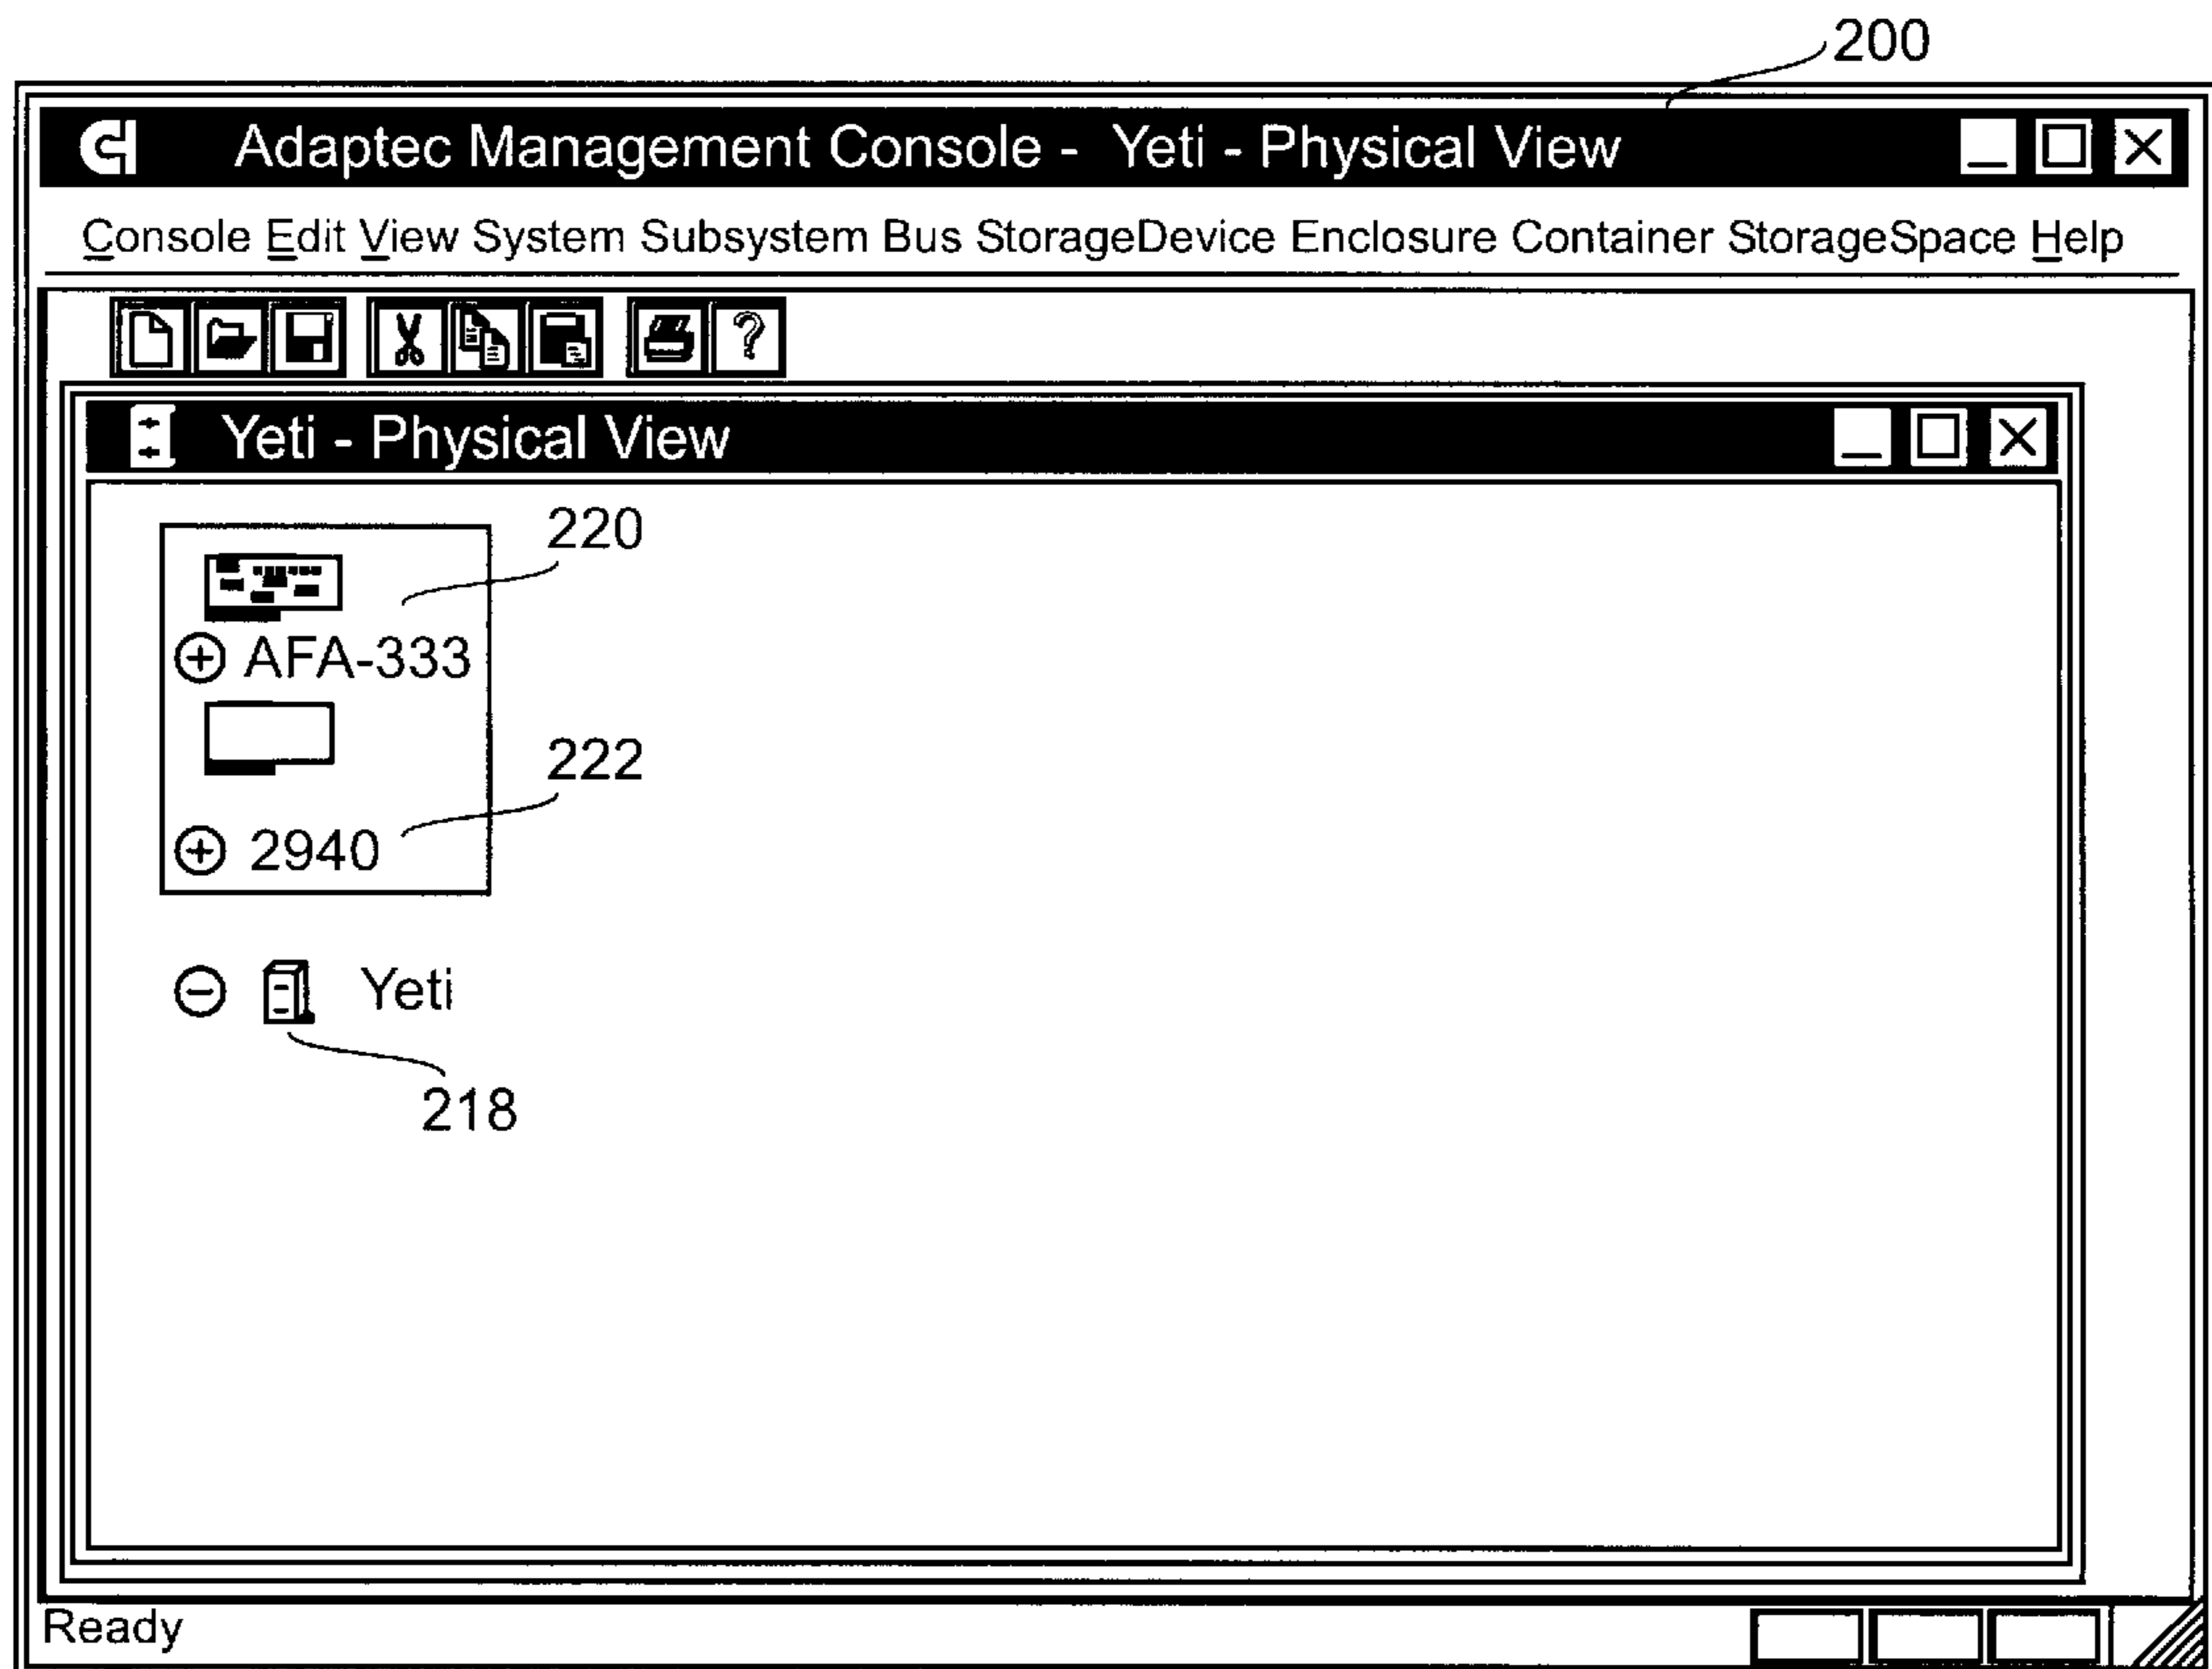 200
Adaptec Management Console - Yeti - Physical View
Console Edit View System Subsystem Bus StorageDevice Enclosure Container StorageSpace Help
?
Yeti - Physical View
220
AFA-333
222
2940
Yeti
218
Ready